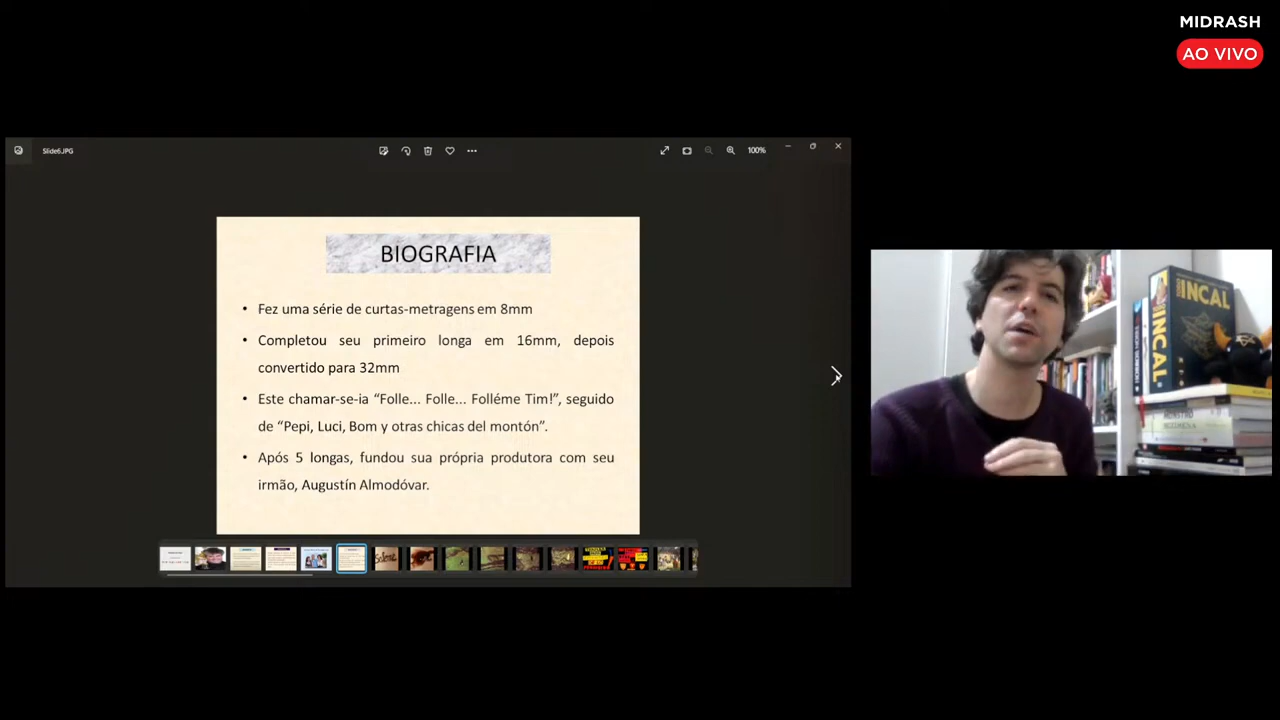 MIDRASH
AO VIVO
Slide6.JPG
100%
BIOGRAFIA
• Fez uma série de curtas-metragens em 8mm
• Completou seu primeiro longa em 16mm, depois
convertido para 32mm
• Este chamar-se-ia “Folle... Folle... Folléme Tim!”, seguido
de “Pepi, Luci, Bom y otras chicas del montón”.
• Após 5 longas, fundou sua própria produtora com seu
irmão, Augustín Almodóvar.
INCAL
INCAL
MONSTRO